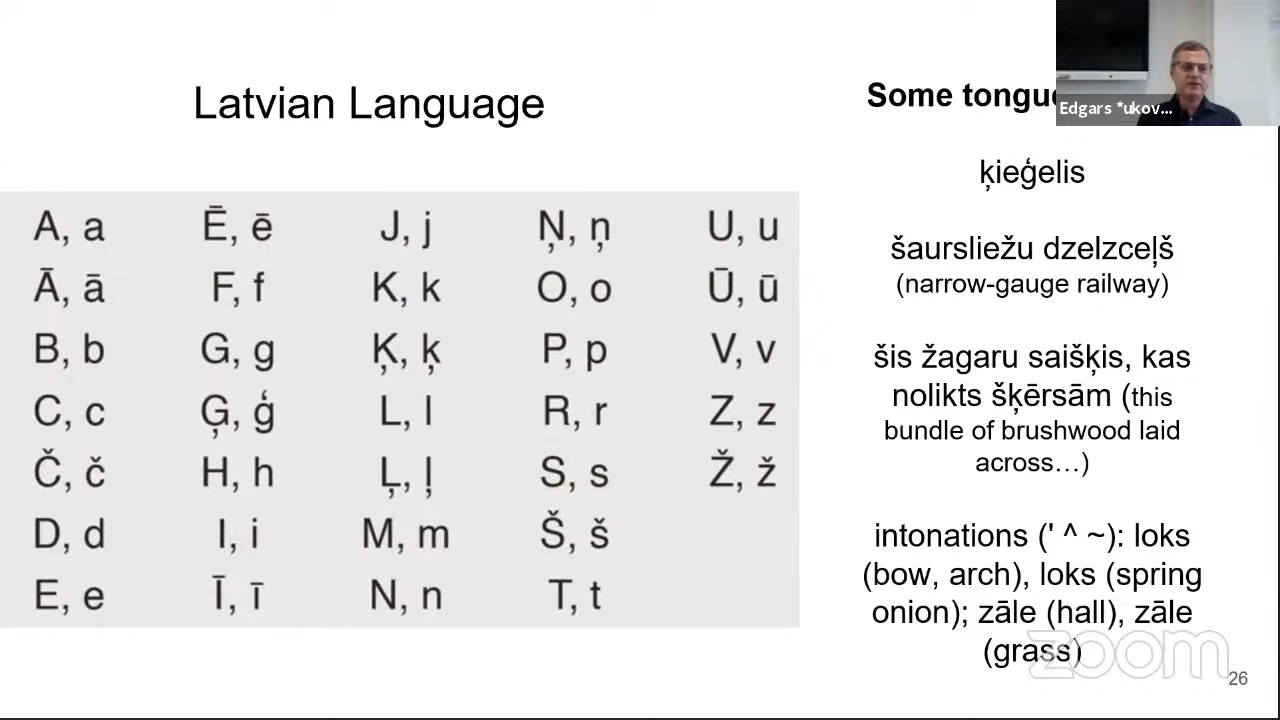 Latvian Language
A, a Ē, ē J, j Ņ, ņ U, u
Ā, ā F, f K, k O, o Ū, ū
B, b G, g Ķ, ķ P, p V, v
C, c Ģ, ģ L, l R, r Z, z
Č, č H, h Ļ, ļ S, s Ž, ž
D, d I, i M, m Š, š
E, e Ī, ī N, n T, t
Some
Edgars *ukov...
ķieģelis
šaursliežu dzelzceļš
(narrow-gauge railway)
šis žagaru saišķis, kas
nolikts šķērsām (this
bundle of brushwood laid
across…)
intonations (' ^ ~): loks
(bow, arch), loks (spring
onion); zāle (hall), zāle
(grass)
zoom
26